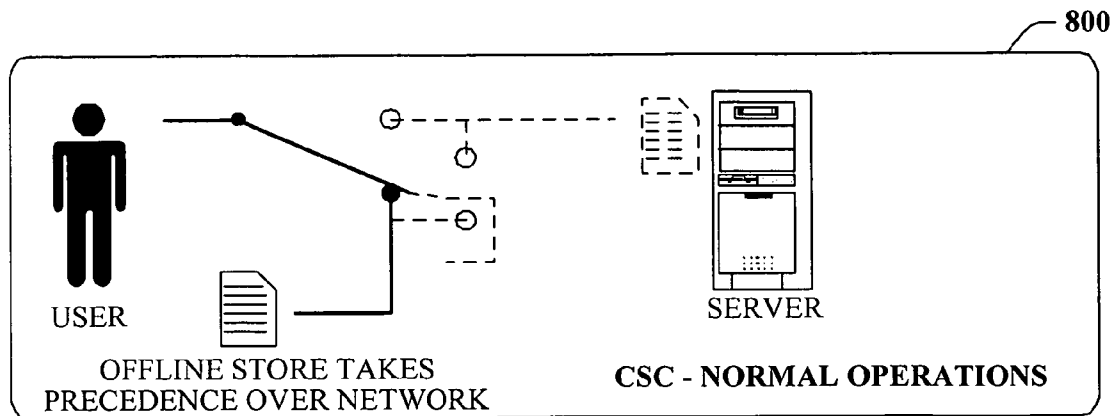 800
USER
SERVER
OFFLINE STORE TAKES
PRECEDENCE OVER NETWORK
CSC - NORMAL OPERATIONS